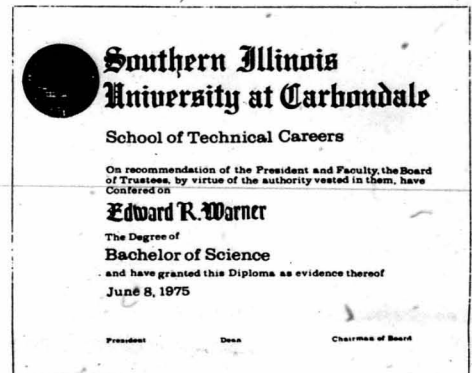 Southern Illinois
University at Carbondale
School of Technical Careers
On recommendation of the President and Faculty, the Board
of Trustees, by virtue of the authority vested in them, have
Confered on
Edward R. Warner
The Degree of
Bachelor of Science
and have granted this Diploma as evidence thereof
June 8, 1975
President Dean Chairman of Board